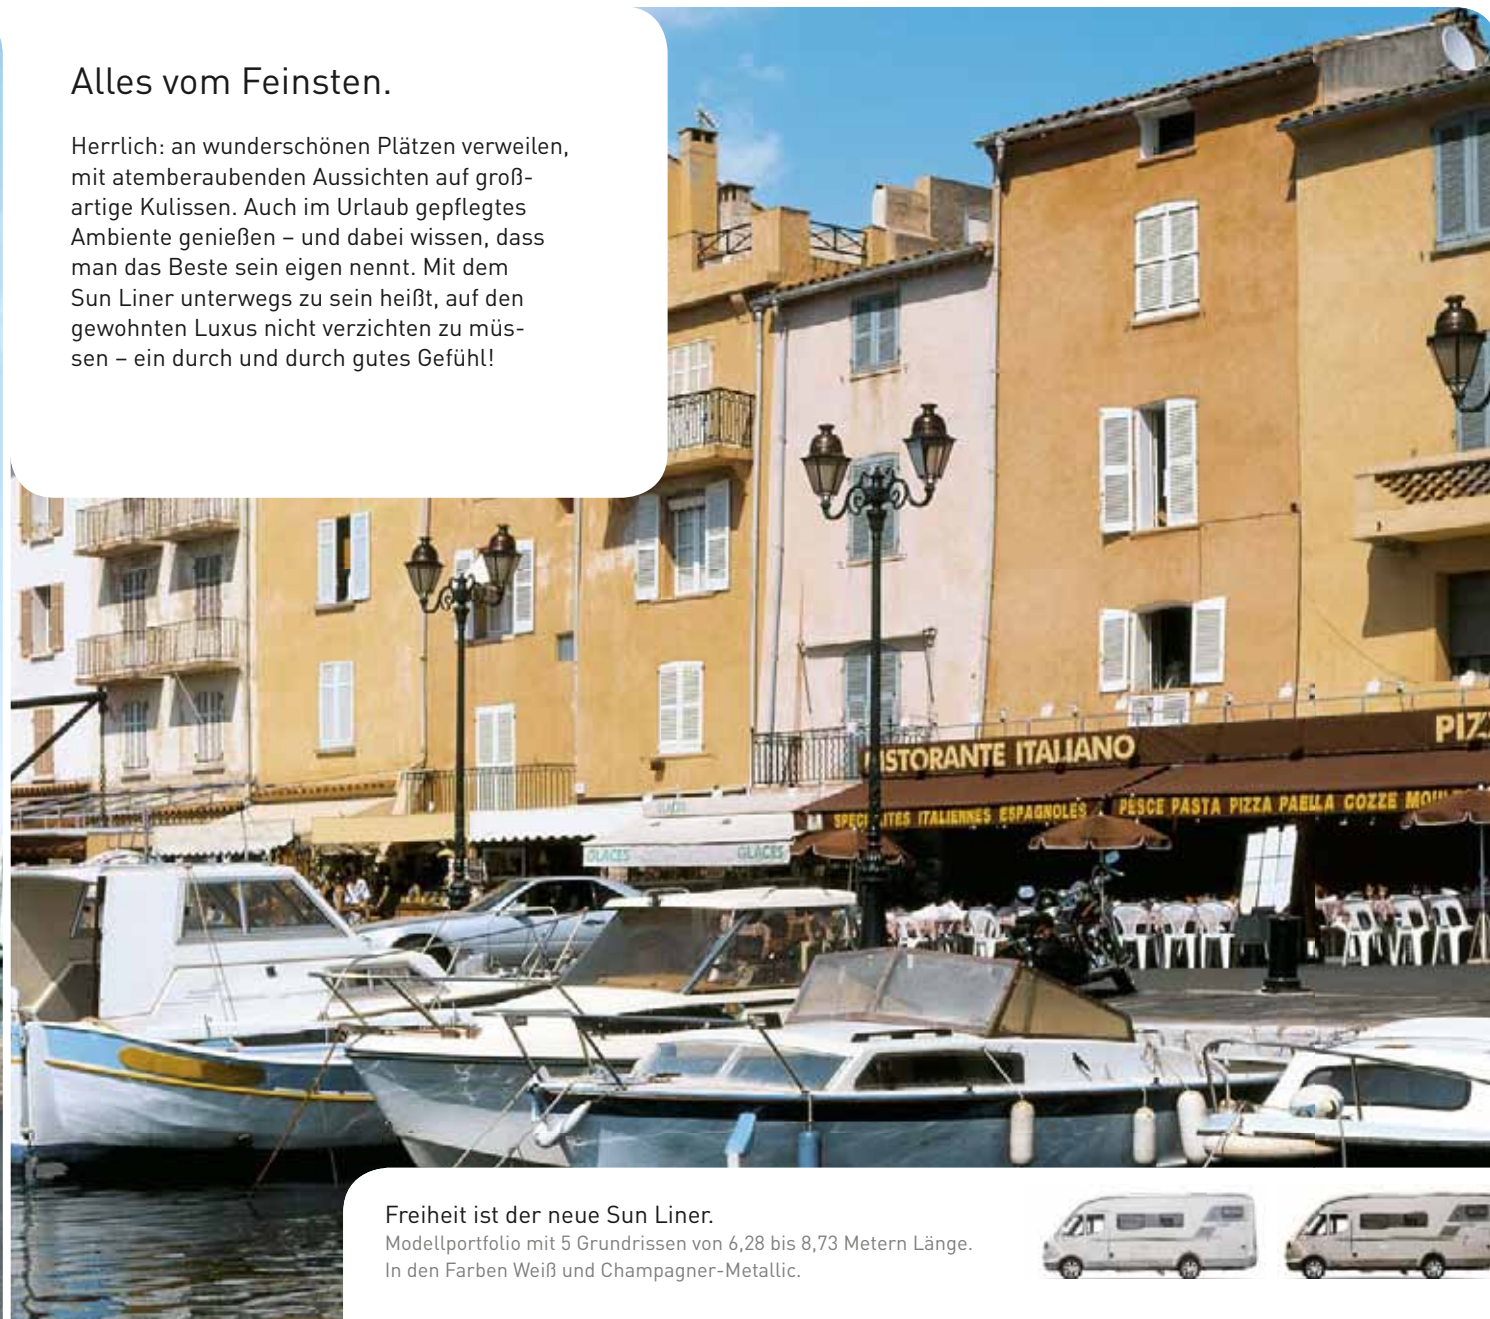 Alles vom Feinsten.
Herrlich: an wunderschönen Plätzen verweilen,
mit atemberaubenden Aussichten auf groß-
artige Kulissen. Auch im Urlaub gepflegtes
Ambiente genießen – und dabei wissen, dass
man das Beste sein eigen nennt. Mit dem
Sun Liner unterwegs zu sein heißt, auf den
gewohnten Luxus nicht verzichten zu müs-
sen – ein durch und durch gutes Gefühl!
ISTORANTE ITALIANO
PIZZ
ITES ITALIENNES ESPAGNOLES
PESCE PASTA PIZZA PAELLA COZZE MOUL
GLACES
GLACES
Freiheit ist der neue Sun Liner.
Modellportfolio mit 5 Grundrissen von 6,28 bis 8,73 Metern Länge.
In den Farben Weiß und Champagner-Metallic.